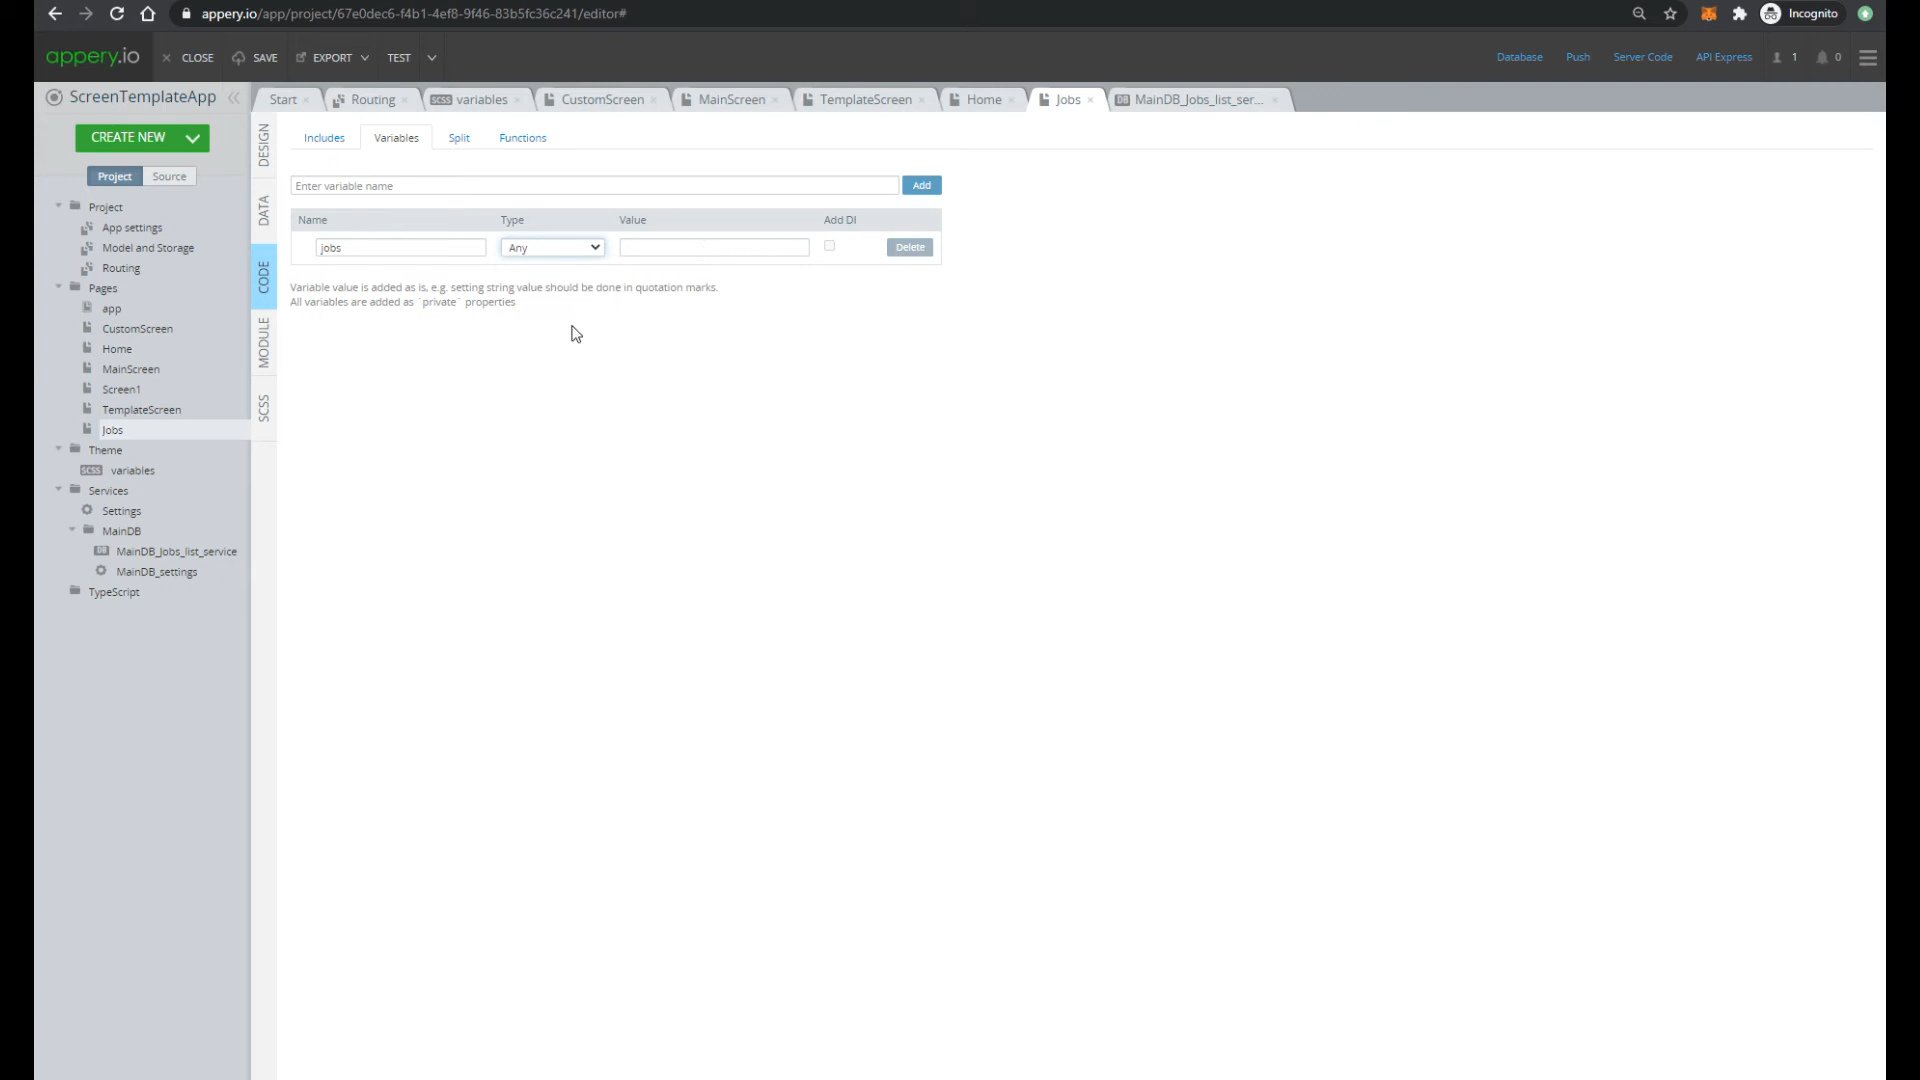 appery.io/app/project/67e0dec6-f4b1-4ef8-9f46-83b5fc36c241/editor#
Incognito
appery.io
CLOSE
SAVE
EXPORT
TEST
Database
Push
Server Code
API Express
1
0
ScreenTemplateApp
Start
Routing
SCSS variables
CustomScreen
MainScreen
TemplateScreen
Home
Jobs
DB MainDB_Jobs_list_ser...
CREATE NEW
Project
Source
Project
App settings
Model and Storage
Routing
Pages
app
CustomScreen
Home
MainScreen
Screen1
TemplateScreen
Jobs
Theme
SCSS variables
Services
Settings
MainDB
DB MainDB_Jobs_list_service
MainDB_settings
TypeScript
DESIGN
DATA
CODE
MODULE
SCSS
Includes
Variables
Split
Functions
Enter variable name
Add
Name Type Value Add DI
jobs Any Delete
Variable value is added as is, e.g. setting string value should be done in quotation marks.
All variables are added as `private` properties